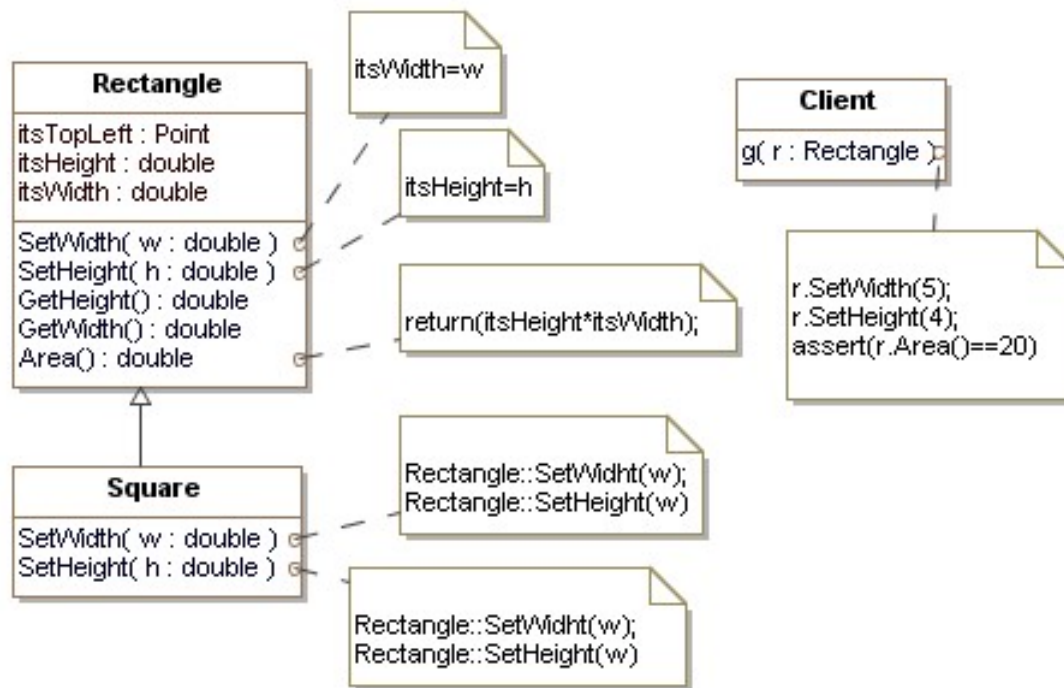 Rectangle
itsTopLeft : Point
itsHeight : double
itsWidth : double
SetWidth( w : double )
SetHeight( h : double )
GetHeight() : double
GetWidth() : double
Area() : double
itsWidth=w
itsHeight=h
return(itsHeight*itsWidth);
Client
g( r : Rectangle )
r.SetWidth(5);
r.SetHeight(4);
assert(r.Area()==20)
Square
SetWidth( w : double )
SetHeight( h : double )
Rectangle::SetWidht(w);
Rectangle::SetHeight(w)
Rectangle::SetWidht(w);
Rectangle::SetHeight(w)